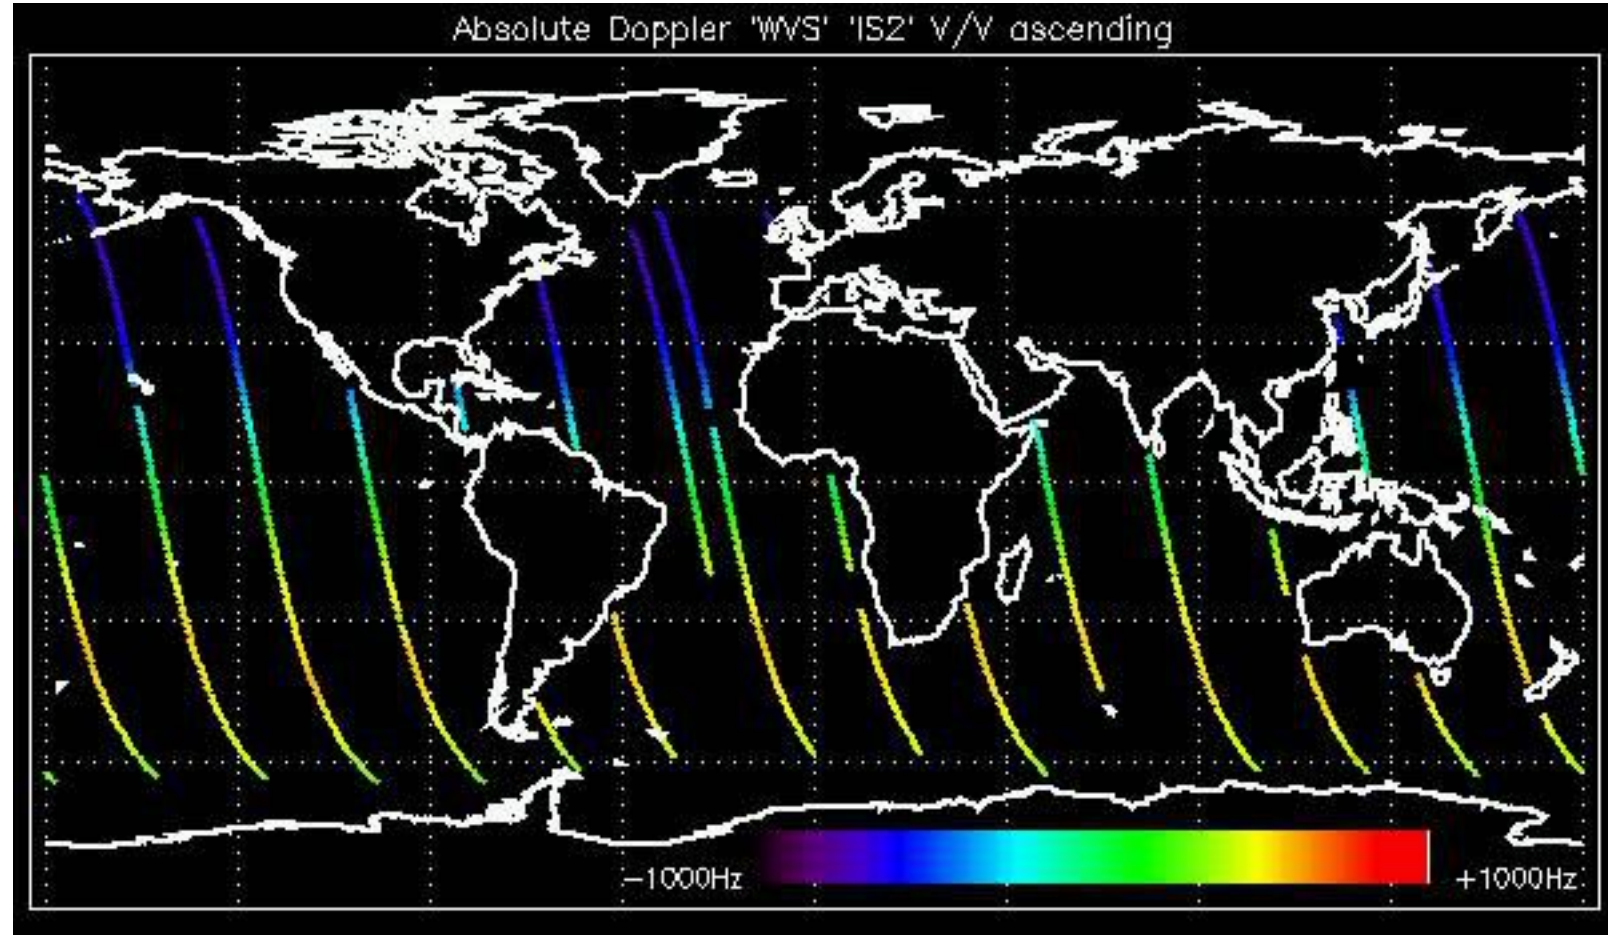 Absolute Doppler 'WVS' 'IS2' V/V ascending
-1000Hz +1000Hz